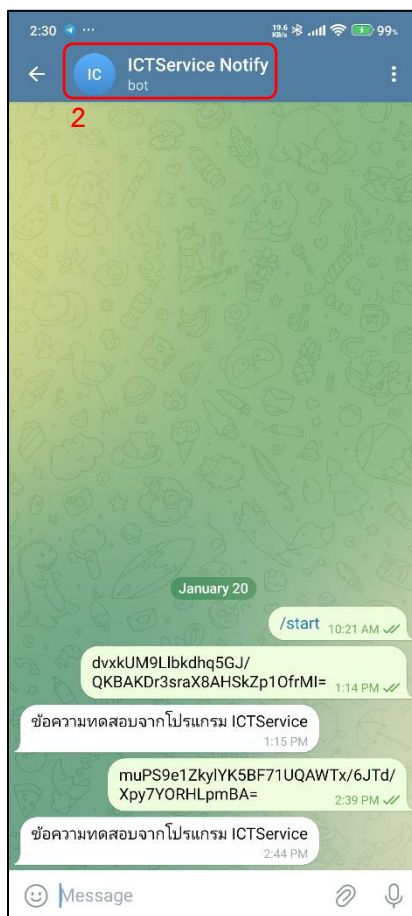 2:30 ... 19.6 KB/s 99%
IC ICTService Notify
bot
2
January 20
/start 10:21 AM
dvxkUM9LIbkdhq5GJ/
QKBAKDr3sraX8AHSkZp1OfrMI= 1:14 PM
ข้อความทดสอบจากโปรแกรม ICTService
1:15 PM
muPS9e1ZkylYK5BF71UQAWTx/6JTd/
Xpy7YORHLpmBA= 2:39 PM
ข้อความทดสอบจากโปรแกรม ICTService
2:44 PM
Message